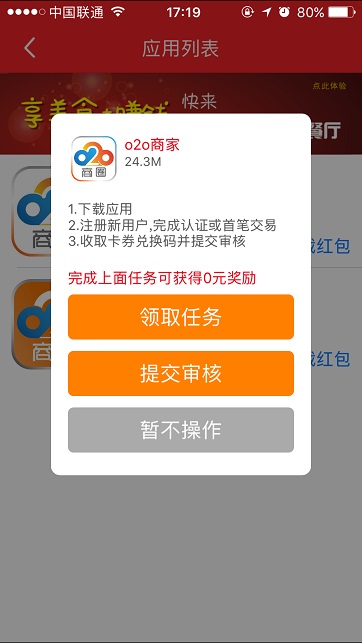 中国联通 17:19 80%
应用列表
点此体验
享美食 快来
餐厅
o2o商家
24.3M
商圈
1.下载应用
2.注册新用户,完成认证或首笔交易
3.收取卡券兑换码并提交审核
完成上面任务可获得0元奖励
领取任务
提交审核
暂不操作
商
红包
商
红包